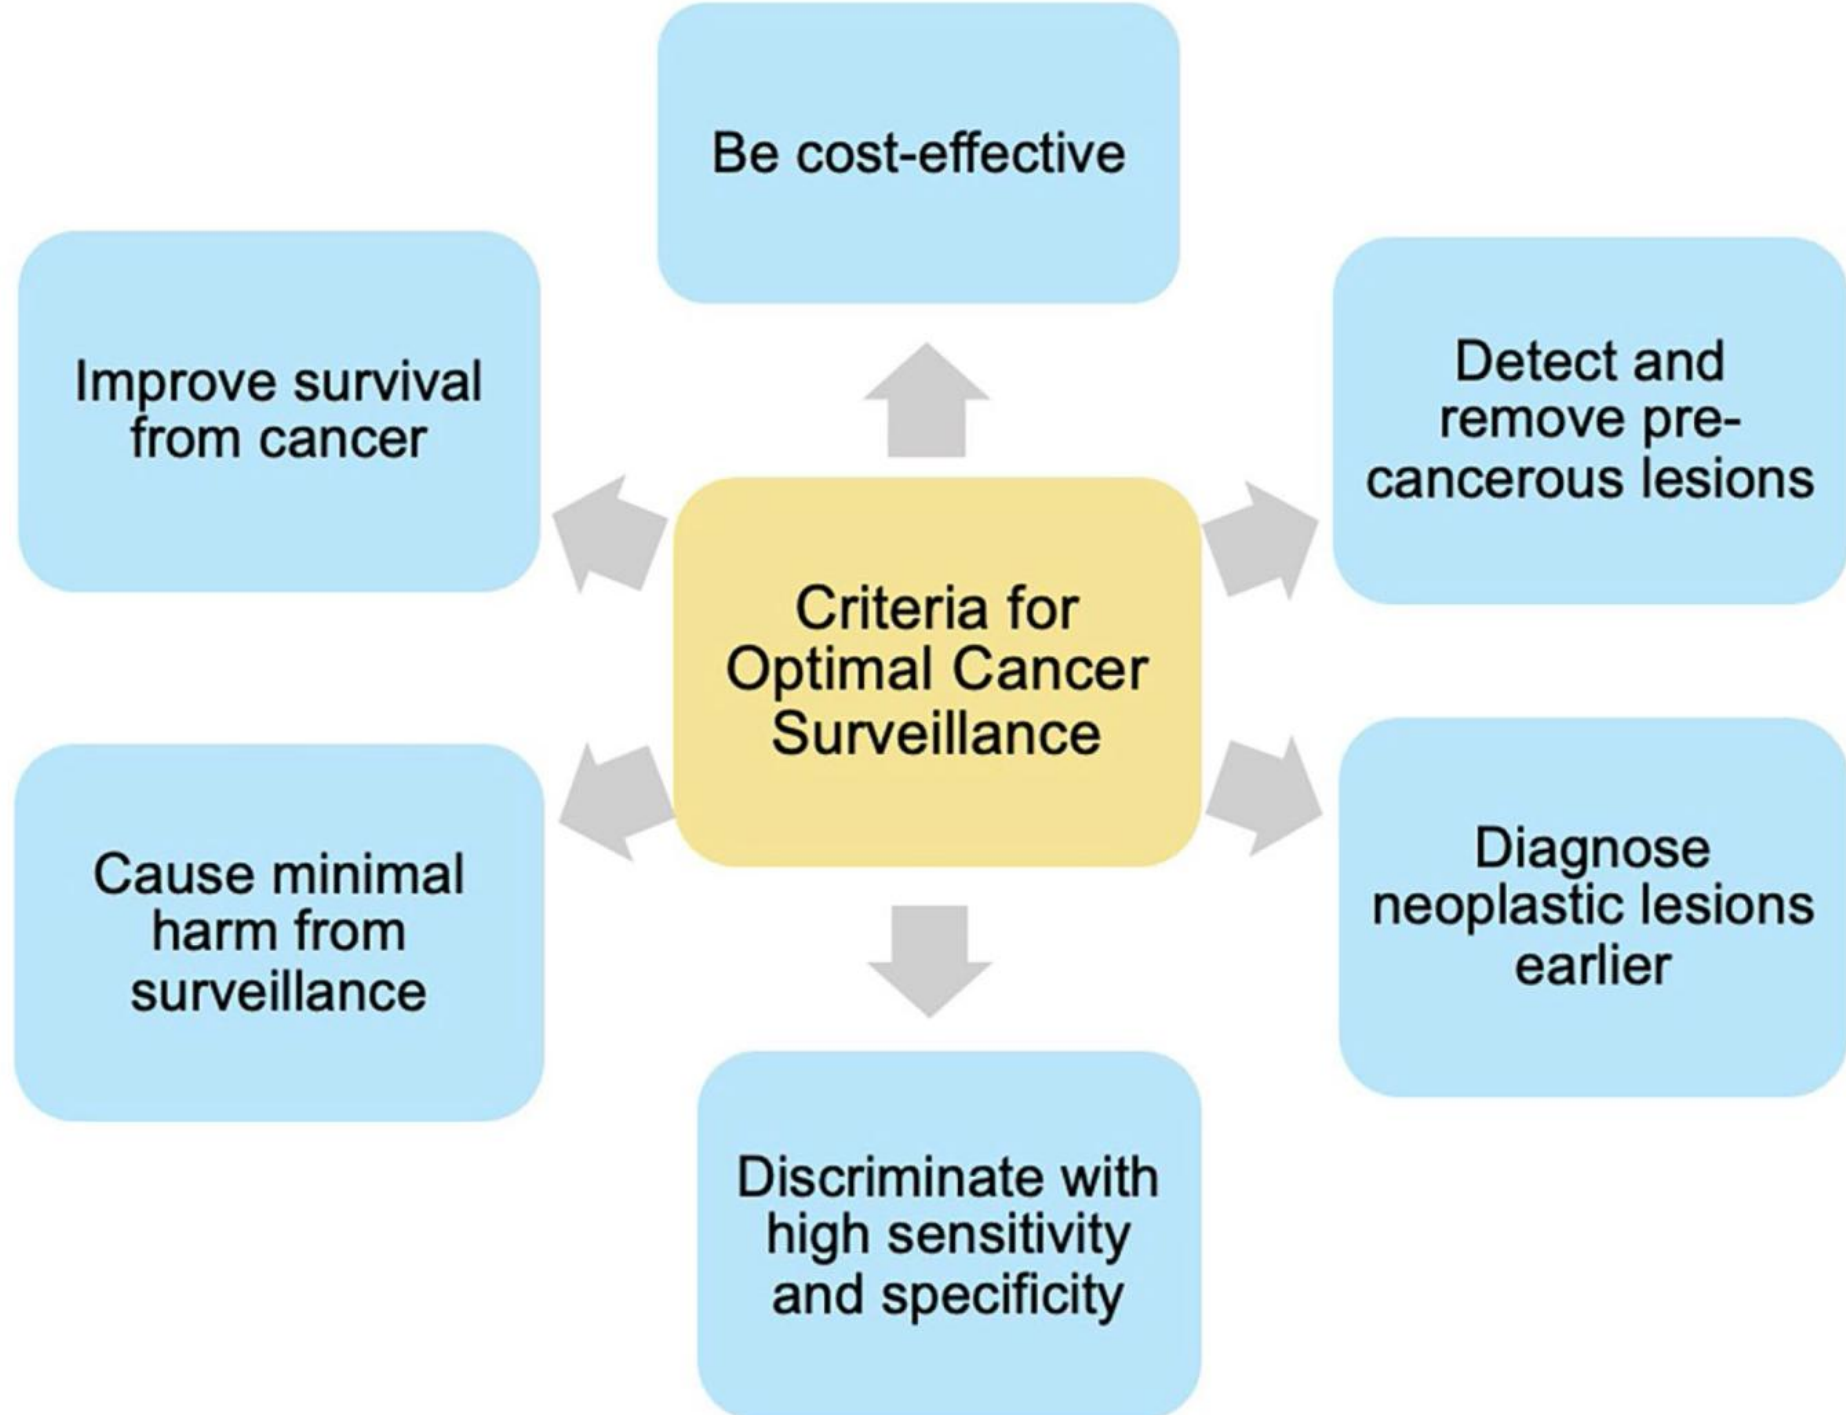 Be cost-effective
Improve survival
from cancer
Detect and
remove pre-
cancerous lesions
Criteria for
Optimal Cancer
Surveillance
Cause minimal
harm from
surveillance
Diagnose
neoplastic lesions
earlier
Discriminate with
high sensitivity
and specificity